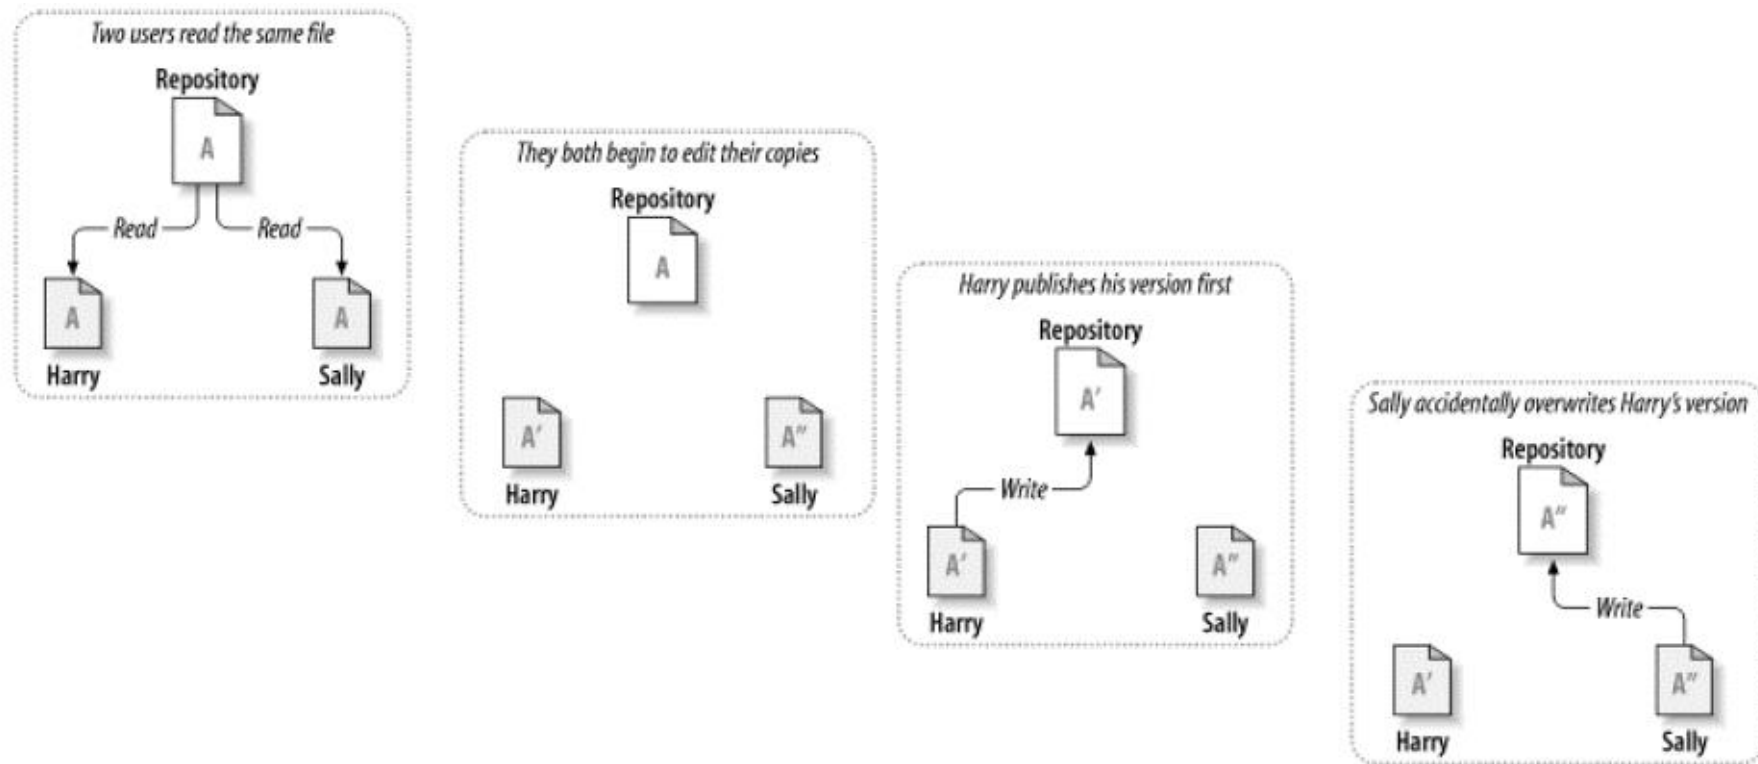 Two users read the same file
Repository
A
Read
Read
A
A
Harry
Sally
They both begin to edit their copies
Repository
A
A′
A″
Harry
Sally
Harry publishes his version first
Repository
A′
Write
A′
A″
Harry
Sally
Sally accidentally overwrites Harry's version
Repository
A″
Write
A′
A″
Harry
Sally